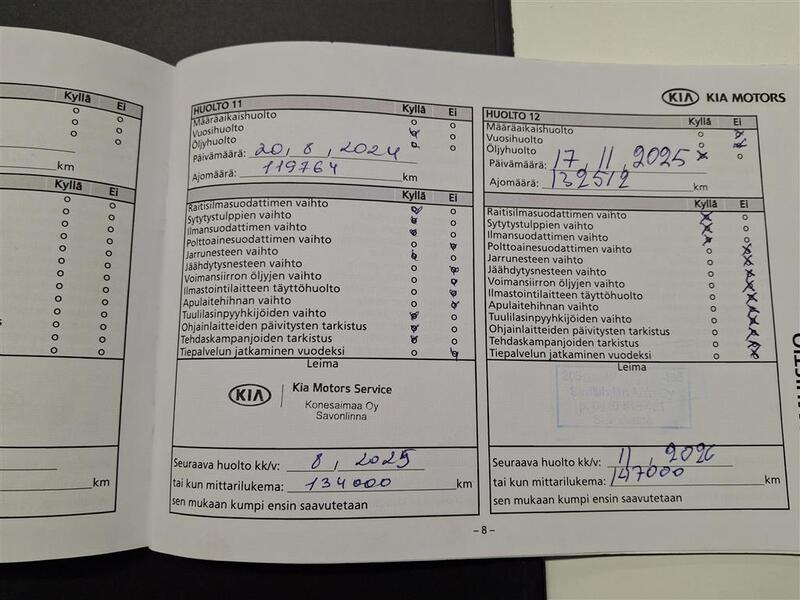 Kyllä Ei
km
Kyllä Ei
km
HUOLTO 11 Kyllä Ei
Määräaikaishuolto
Vuosihuolto
Öljyhuolto
Päivämäärä: 20, 8, 2024
Ajomäärä: 119764 km
Kyllä Ei
Raitisilmasuodattimen vaihto
Sytytystulppien vaihto
Ilmansuodattimen vaihto
Polttoainesuodattimen vaihto
Jarrunesteen vaihto
Jäähdytysnesteen vaihto
Voimansiirron öljyjen vaihto
Ilmastointilaitteen täyttöhuolto
Apulaitehihnan vaihto
Tuulilasinpyyhkijöiden vaihto
Ohjainlaitteiden päivitysten tarkistus
Tehdaskampanjoiden tarkistus
Tiepalvelun jatkaminen vuodeksi
Leima
KIA Kia Motors Service
Konesaimaa Oy
Savonlinna
Seuraava huolto kk/v: 8, 2025
tai kun mittarilukema: 134000 km
sen mukaan kumpi ensin saavutetaan
KIA KIA MOTORS
HUOLTO 12 Kyllä Ei
Määräaikaishuolto
Vuosihuolto
Öljyhuolto
Päivämäärä: 17, 11, 2025
Ajomäärä: 132512 km
Kyllä Ei
Raitisilmasuodattimen vaihto
Sytytystulppien vaihto
Ilmansuodattimen vaihto
Polttoainesuodattimen vaihto
Jarrunesteen vaihto
Jäähdytysnesteen vaihto
Voimansiirron öljyjen vaihto
Ilmastointilaitteen täyttöhuolto
Apulaitehihnan vaihto
Tuulilasinpyyhkijöiden vaihto
Ohjainlaitteiden päivitysten tarkistus
Tehdaskampanjoiden tarkistus
Tiepalvelun jatkaminen vuodeksi
Leima
Seuraava huolto kk/v: 11, 2026
tai kun mittarilukema: 147000 km
sen mukaan kumpi ensin saavutetaan
- 8 -